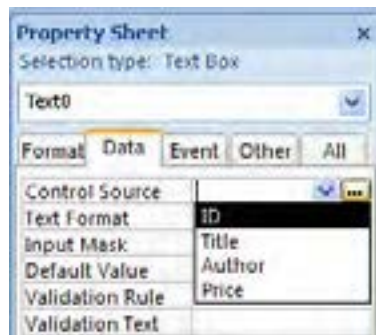 Property Sheet
Selection type: Text Box
Text0
Format Data Event Other All
Control Source
Text Format ID
Input Mask Title
Default Value Author
Validation Rule Price
Validation Text